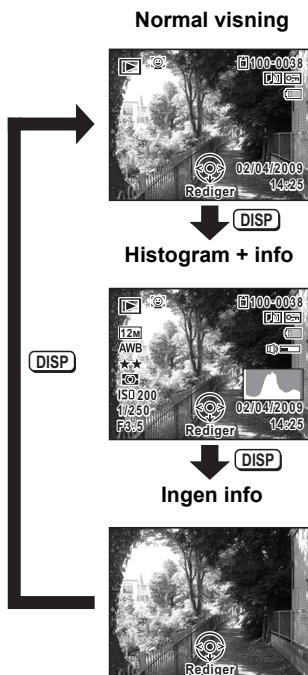 Normal visning
100-0038
02/04/2009
14:25
Rediger
DISP
Histogram + info
100-0038
12M
AWB
ISO 200
1/250
F3.5
02/04/2009
14:25
Rediger
DISP
DISP
Ingen info
Rediger